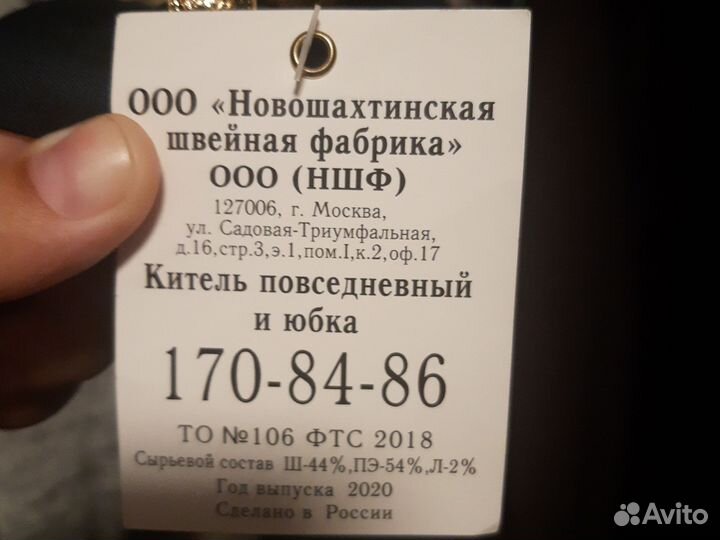 ООО «Новошахтинская
швейная фабрика»
ООО (НШФ)
127006, г. Москва,
ул. Садовая-Триумфальная,
д.16,стр.3,э.1,пом.I,к.2,оф.17
Китель повседневный
и юбка
170-84-86
ТО №106 ФТС 2018
Сырьевой состав Ш-44%,ПЭ-54%,Л-2%
Год выпуска 2020
Сделано в России
Avito